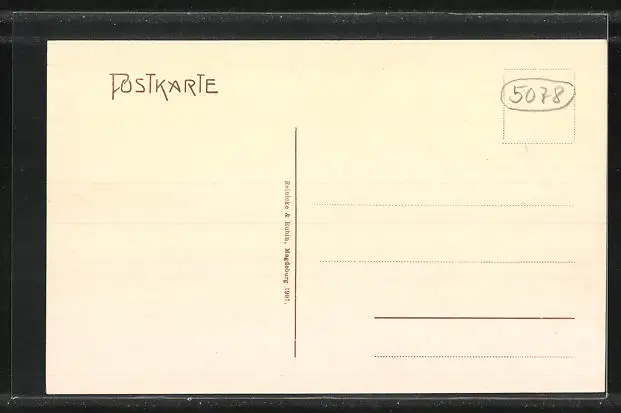 POSTKARTE
5078
Reinicke & Rubin, Magdeburg 1907.